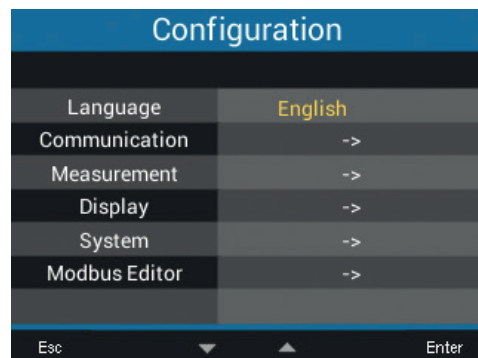 Configuration
Language English
Communication ->
Measurement ->
Display ->
System ->
Modbus Editor ->
Esc Enter